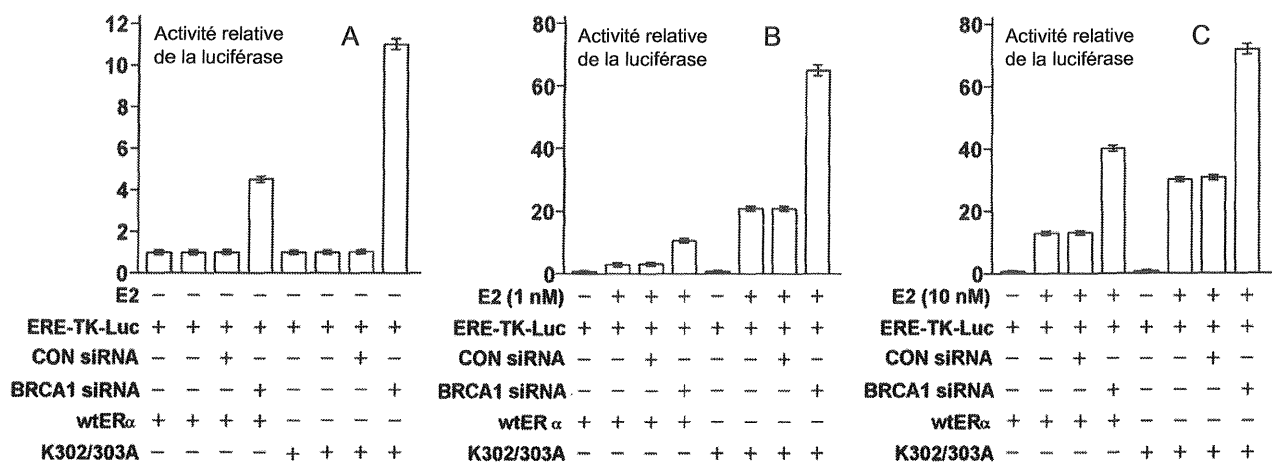 Activité relative
de la luciférase
A
12
10
8
6
4
2
0
E2 − − − − − − − −
ERE-TK-Luc + + + + + + + +
CON siRNA − − + − − − + −
BRCA1 siRNA − − − + − − − +
wtERα + + + + − − − −
K302/303A − − − − + + + +
Activité relative
de la luciférase
B
80
60
40
20
0
E2 (1 nM) − + + + − + + +
ERE-TK-Luc + + + + + + + +
CON siRNA − − + − − − + −
BRCA1 siRNA − − − + − − − +
wtER α + + + + − − − −
K302/303A − − − − + + + +
Activité relative
de la luciférase
C
80
60
40
20
0
E2 (10 nM) − + + + − + + +
ERE-TK-Luc + + + + + + + +
CON siRNA − − + − − − + −
BRCA1 siRNA − − − + − − − +
wtERα + + + + − − − −
K302/303A − − − − + + + +